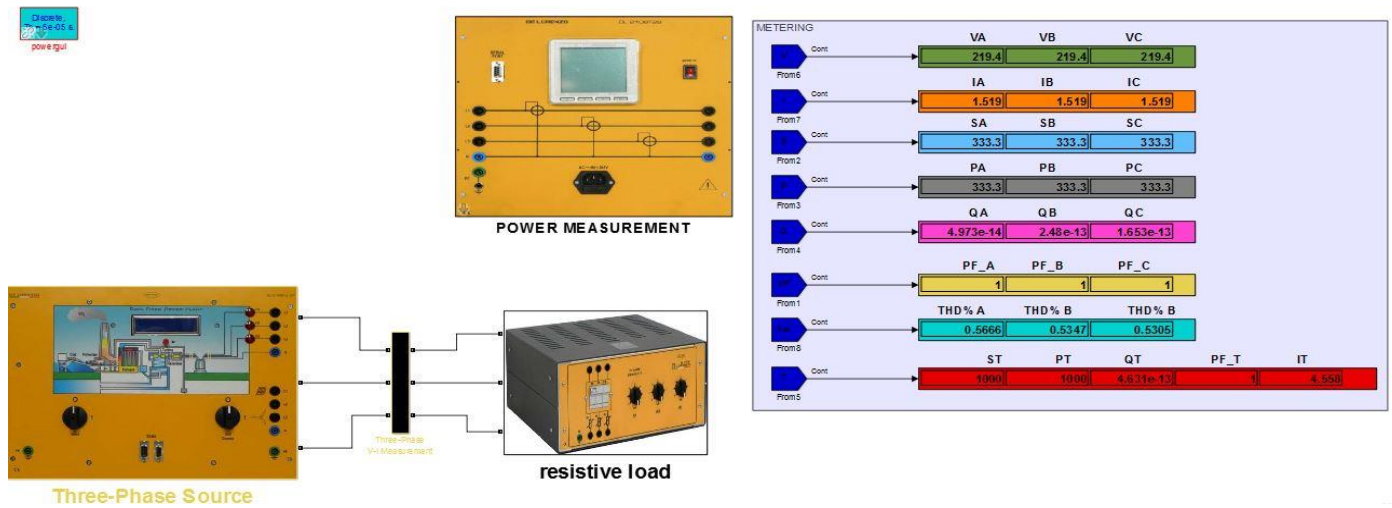 Discrete,
powergui
DE LORENZO
POWER MEASUREMENT
Three-Phase Source
Three-Phase
V-I Measurement
resistive load
METERING
VA VB VC
Cont
219.4 219.4 219.4
From6
IA IB IC
Cont
1.519 1.519 1.519
From7
SA SB SC
Cont
333.3 333.3 333.3
From2
PA PB PC
Cont
333.3 333.3 333.3
From3
QA QB QC
Cont
4.973e-14 2.48e-13 1.653e-13
From4
PF_A PF_B PF_C
Cont
1 1 1
From1
THD% A THD% B THD% B
Cont
0.5666 0.5347 0.5305
From8
ST PT QT PF_T IT
Cont
1000 1000 4.631e-13 1 4.558
From5